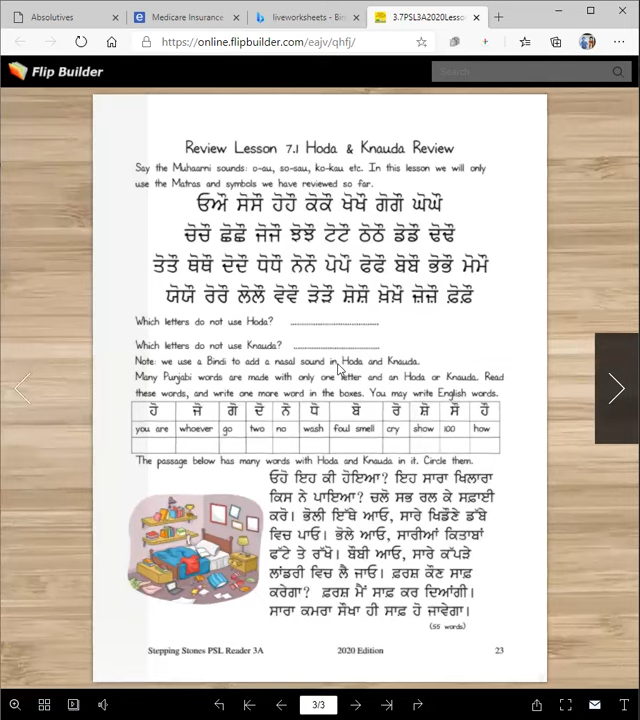 Absolutives
Medicare Insurance
liveworksheets - Bin
3.7PSL3A2020Lesso
https://online.flipbuilder.com/eajv/qhfj/
Flip Builder
Search
Review Lesson 7.1 Hoda & Knauda Review
Say the Muhaarni sounds: o-au, so-sau, ko-kau etc. In this lesson we will only
use the Matras and symbols we have reviewed so far.
ਓਔ ਸੋਸੌ ਹੋਹੌ ਕੋਕੌ ਖੋਖੌ ਗੋਗੌ ਘੋਘੌ
ਚੋਚੌ ਛੋਛੌ ਜੋਜੌ ਝੋਝੌ ਟੋਟੌ ਠੋਠੌ ਡੋਡੌ ਢੋਢੌ
ਤੋਤੌ ਥੋਥੌ ਦੋਦੌ ਧੋਧੌ ਨੋਨੌ ਪੋਪੌ ਫੋਫੌ ਬੋਬੌ ਭੋਭੌ ਮੋਮੌ
ਯੋਯੌ ਰੋਰੌ ਲੋਲੌ ਵੋਵੌ ੜੋੜੌ ਸ਼ੋਸ਼ੌ ਖ਼ੋਖ਼ੌ ਜ਼ੋਜ਼ੌ ਫ਼ੋਫ਼ੌ
Which letters do not use Hoda? ..............................
Which letters do not use Knauda? ..............................
Note: we use a Bindi to add a nasal sound in Hoda and Knauda.
Many Punjabi words are made with only one letter and an Hoda or Knauda. Read
these words, and write one more word in the boxes. You may write English words.
ਹੋ ਜੋ ਗੋ ਦੋ ਨੋ ਧੋ ਬੋ ਰੋ ਸ਼ੋ ਸੌ ਹੌ
you are whoever go two no wash foul smell cry show 100 how
The passage below has many words with Hoda and Knauda in it. Circle them.
ਓਹੋ ਇਹ ਕੀ ਹੋਇਆ? ਇਹ ਸਾਰਾ ਖਿਲਾਰਾ
ਕਿਸ ਨੇ ਪਾਇਆ? ਚਲੋ ਸਭ ਰਲ ਕੇ ਸਫ਼ਾਈ
ਕਰੋ। ਭੋਲੀ ਇੱਥੇ ਆਓ, ਸਾਰੇ ਖਿਡੌਣੇ ਡੱਬੇ
ਵਿਚ ਪਾਓ। ਭੋਲੇ ਆਓ, ਸਾਰੀਆਂ ਕਿਤਾਬਾਂ
ਫੱਟੇ ਤੇ ਰੱਖੋ। ਬੌਬੀ ਆਓ, ਸਾਰੇ ਕੱਪੜੇ
ਲਾਂਡਰੀ ਵਿਚ ਲੈ ਜਾਓ। ਫ਼ਰਸ਼ ਕੌਣ ਸਾਫ਼
ਕਰੇਗਾ? ਫ਼ਰਸ਼ ਮੈਂ ਸਾਫ਼ ਕਰ ਦਿਆਂਗੀ।
ਸਾਰਾ ਕਮਰਾ ਸੌਖਾ ਹੀ ਸਾਫ਼ ਹੋ ਜਾਵੇਗਾ।
(55 words)
Stepping Stones PSL Reader 3A 2020 Edition 23
3/3